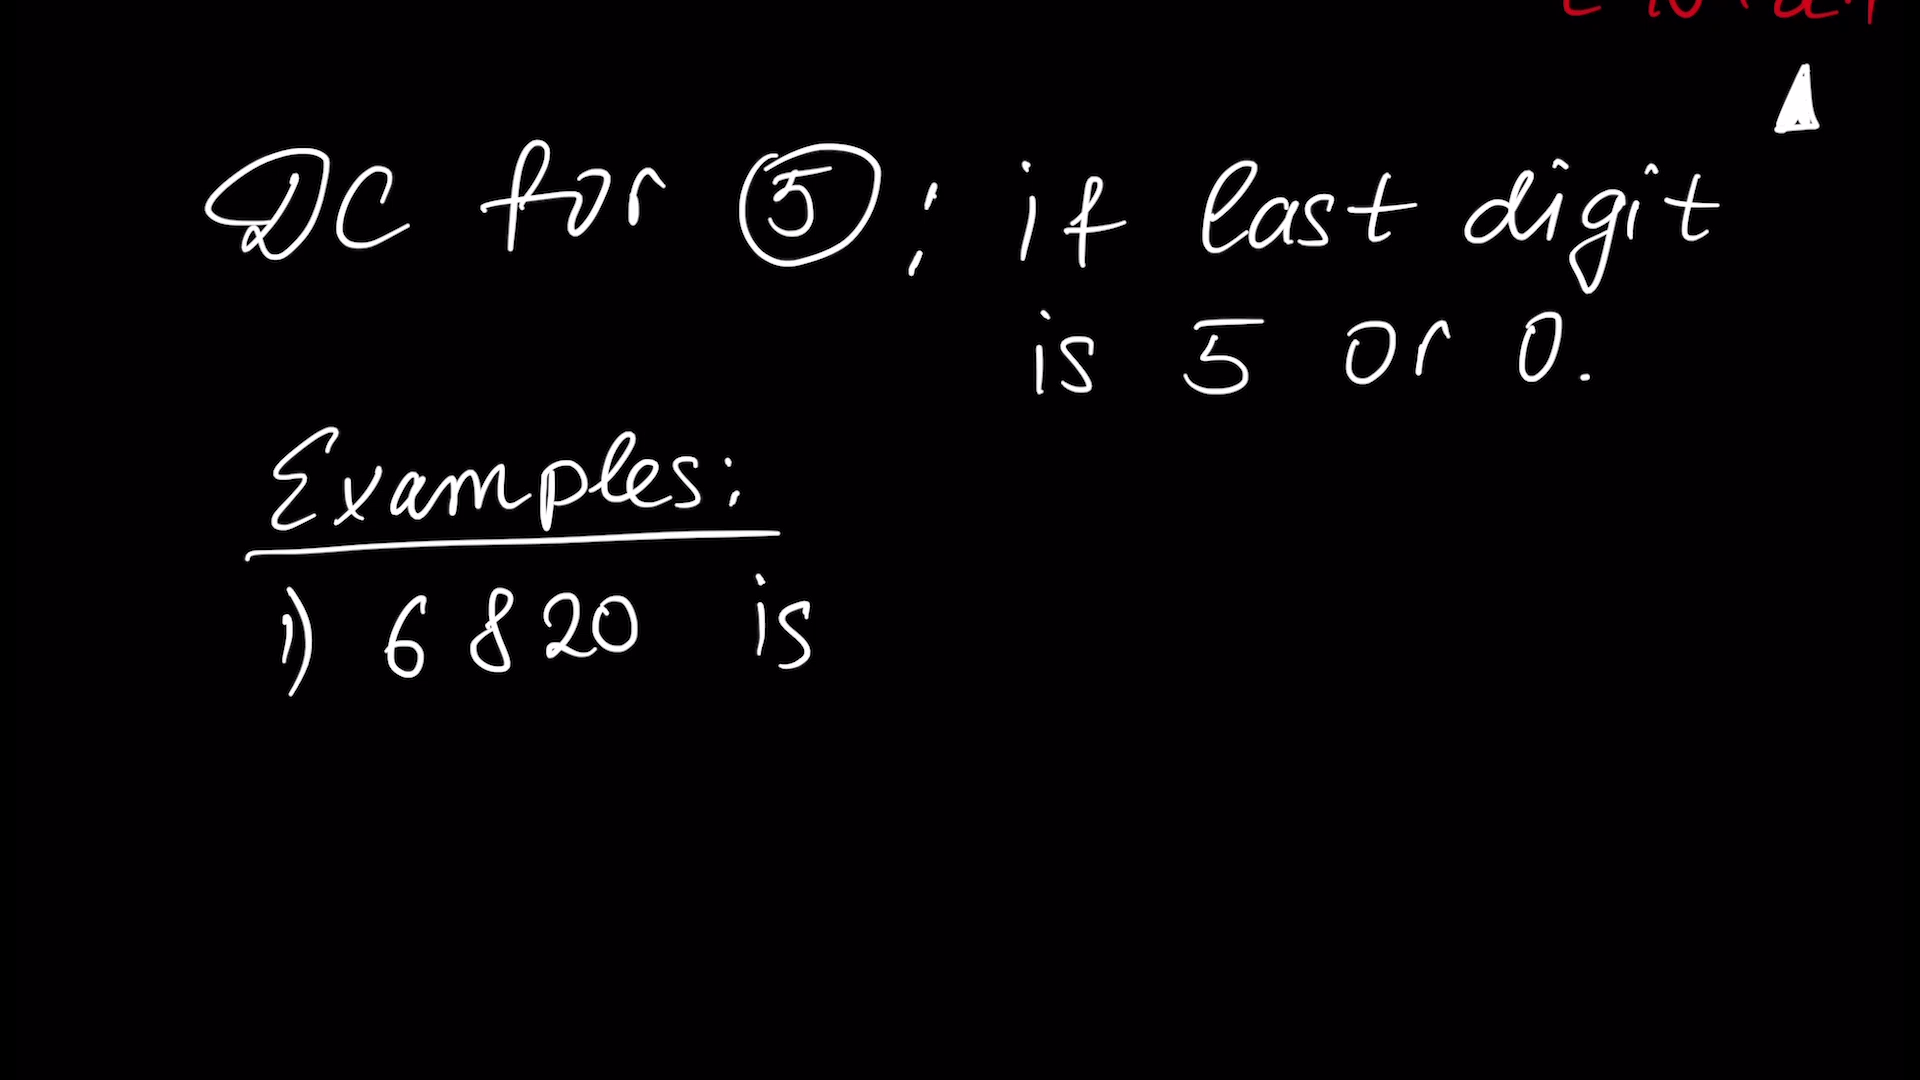 DC for 5: if last digit
is 5 or 0.
Examples:
1) 6820 is